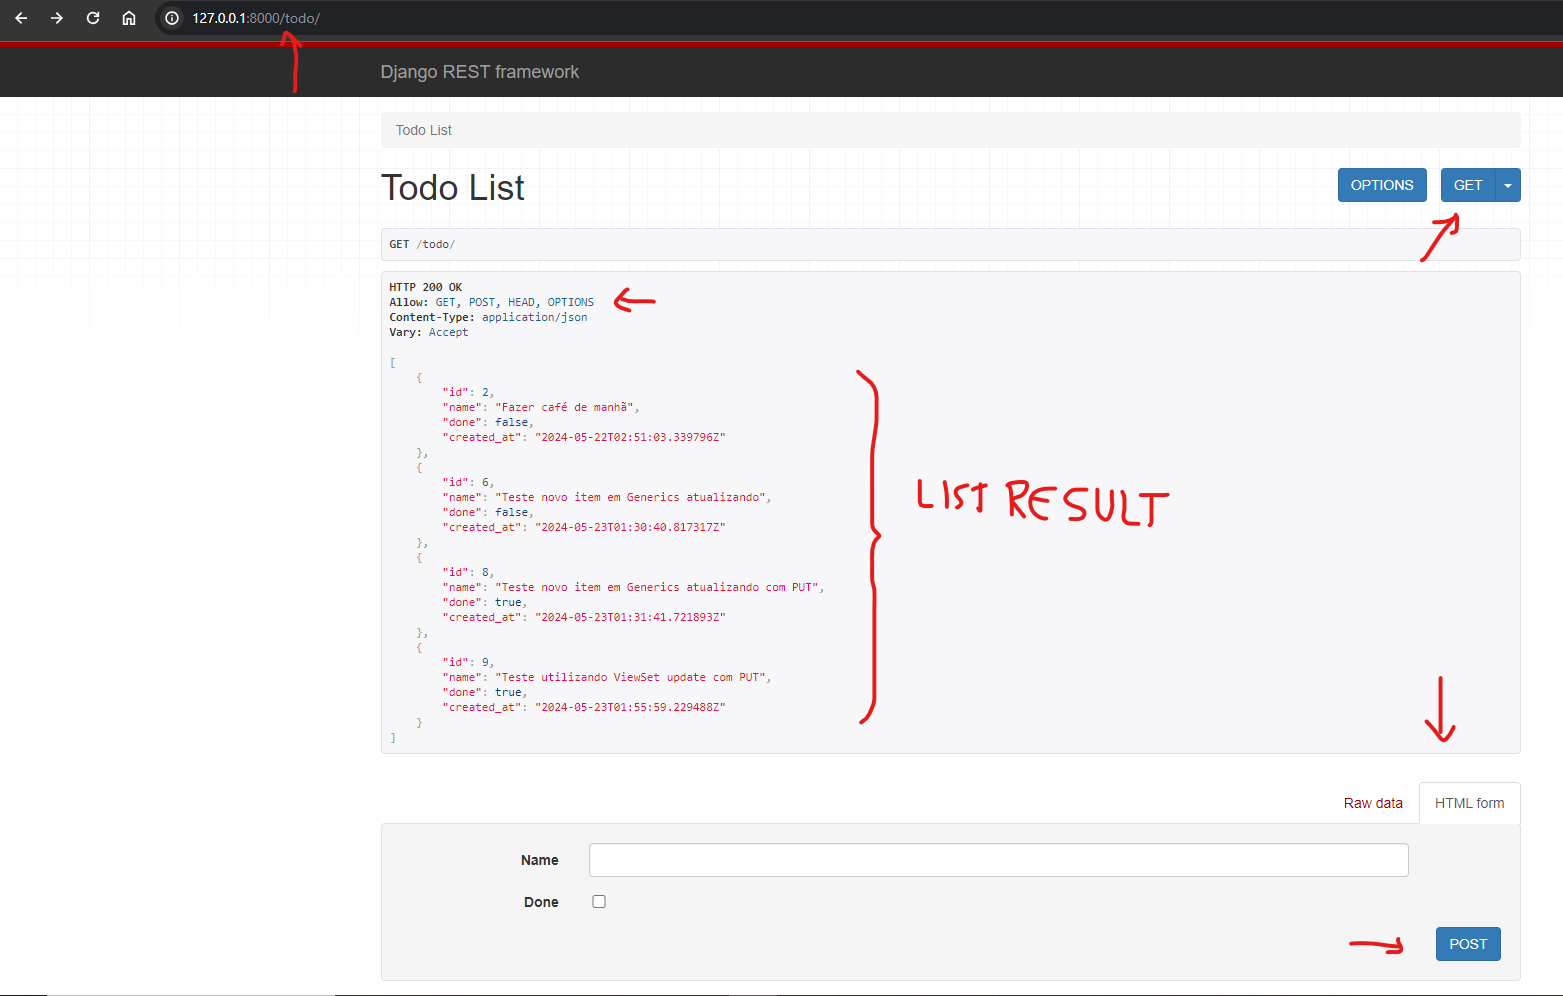 127.0.0.1:8000/todo/
Django REST framework
Todo List
Todo List
OPTIONS
GET
GET /todo/
HTTP 200 OK
Allow: GET, POST, HEAD, OPTIONS
Content-Type: application/json
Vary: Accept
[
    {
        "id": 2,
        "name": "Fazer café de manhã",
        "done": false,
        "created_at": "2024-05-22T02:51:03.339796Z"
    },
    {
        "id": 6,
        "name": "Teste novo item em Generics atualizando",
        "done": false,
        "created_at": "2024-05-23T01:30:40.817317Z"
    },
    {
        "id": 8,
        "name": "Teste novo item em Generics atualizando com PUT",
        "done": true,
        "created_at": "2024-05-23T01:31:41.721893Z"
    },
    {
        "id": 9,
        "name": "Teste utilizando ViewSet update com PUT",
        "done": true,
        "created_at": "2024-05-23T01:55:59.229488Z"
    }
]
LIST RESULT
Raw data
HTML form
Name
Done
POST